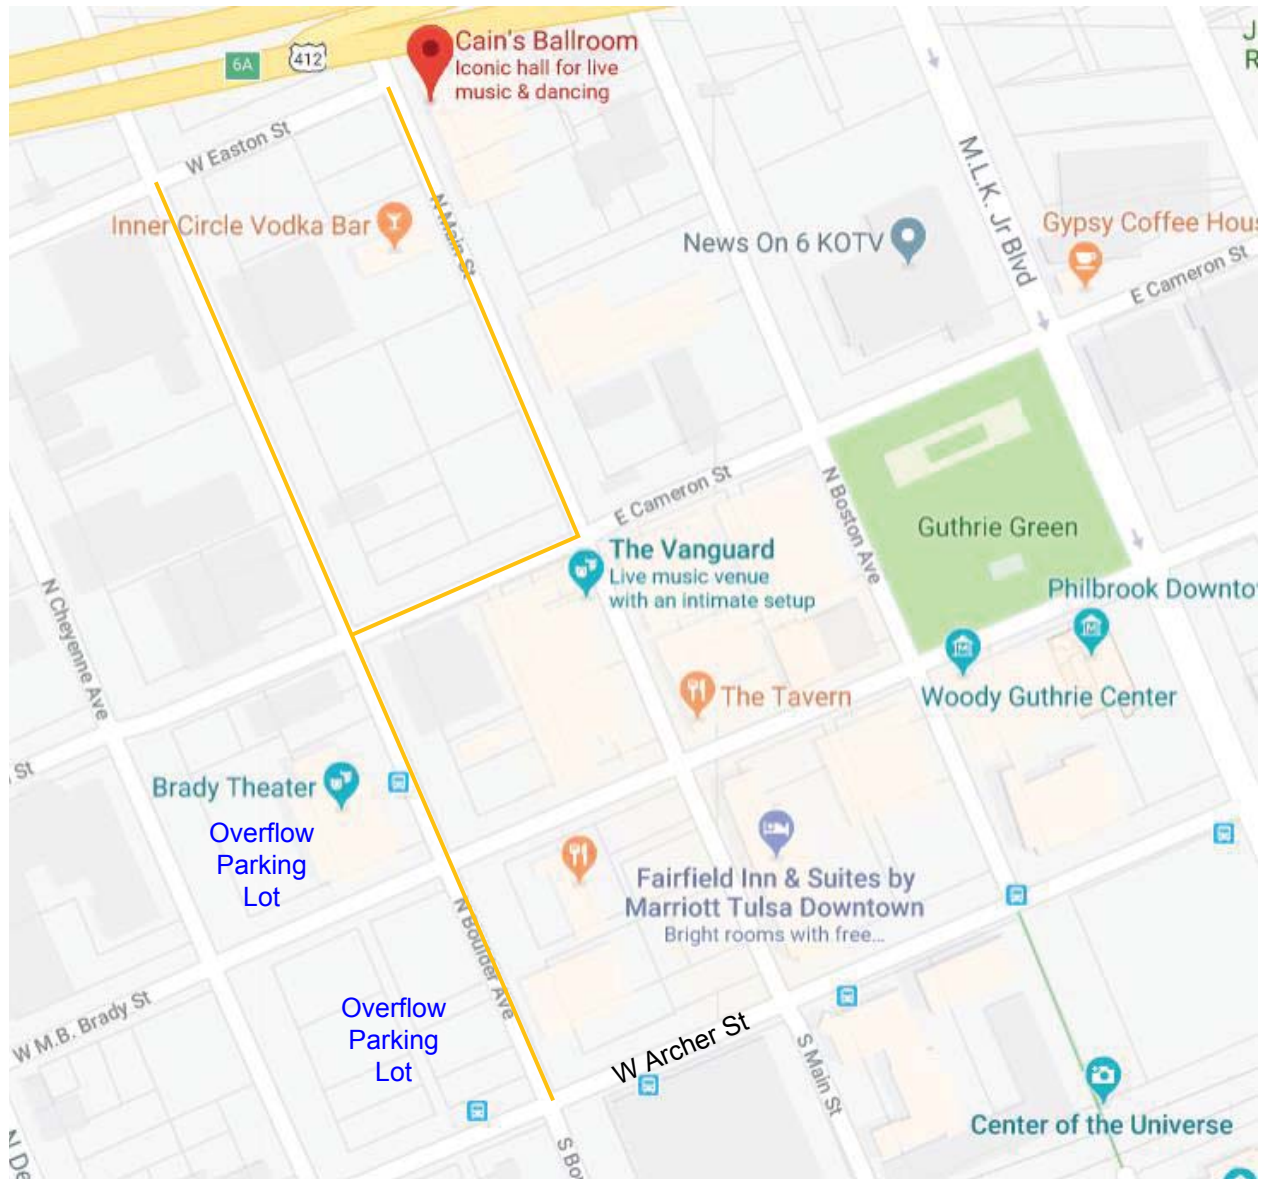 Cain's Ballroom
Iconic hall for live
music & dancing
J
R
6A
412
W Easton St
M.L.K. Jr Blvd
Inner Circle Vodka Bar
N Main St
News On 6 KOTV
Gypsy Coffee Hous
E Cameron St
E Cameron St
N Boston Ave
Guthrie Green
The Vanguard
Live music venue
with an intimate setup
Philbrook Downto
N Cheyenne Ave
The Tavern
Woody Guthrie Center
St
Brady Theater
Overflow
Parking
Lot
Fairfield Inn & Suites by
Marriott Tulsa Downtown
Bright rooms with free...
N Boulder Ave
Overflow
Parking
Lot
W M.B. Brady St
W Archer St
S Main St
Center of the Universe
N De
S Bo